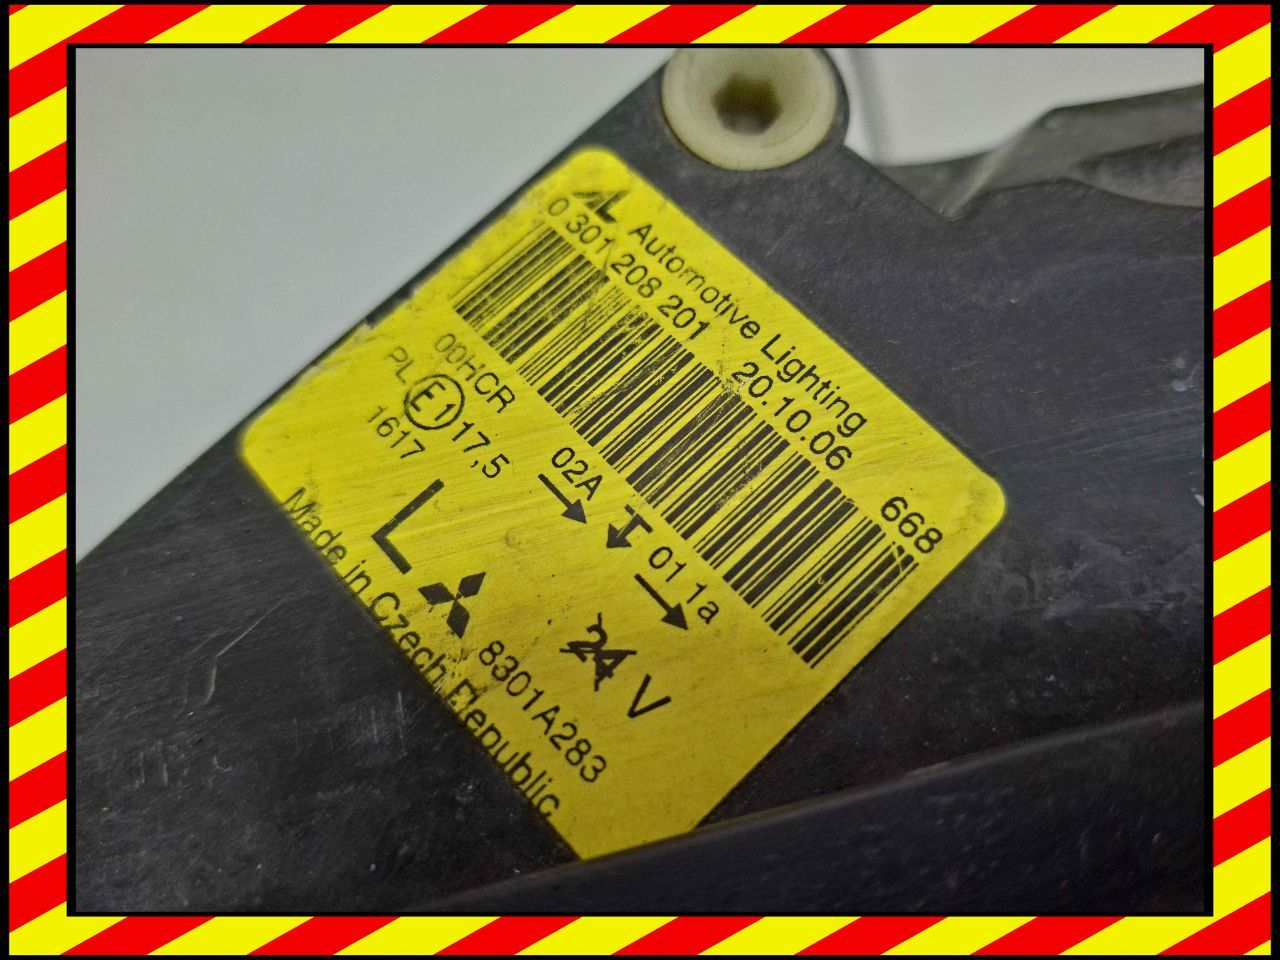 AL Automotive Lighting
0 301 208 201 20.10.06 668
00HCR 02A 01 1a
PL E1 17,5
1617
L 24 V
8301A283
Made in Czech Republic